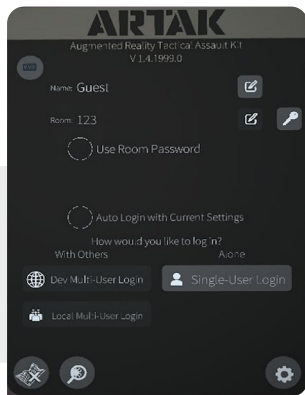 ARTAK
Augmented Reality Tactical Assault Kit
V 1.4.1999.0
Name: Guest
Room: 123
Use Room Password
Auto Login with Current Settings
How would you like to log in?
With Others Alone
Dev Multi-User Login Single-User Login
Local Multi-User Login